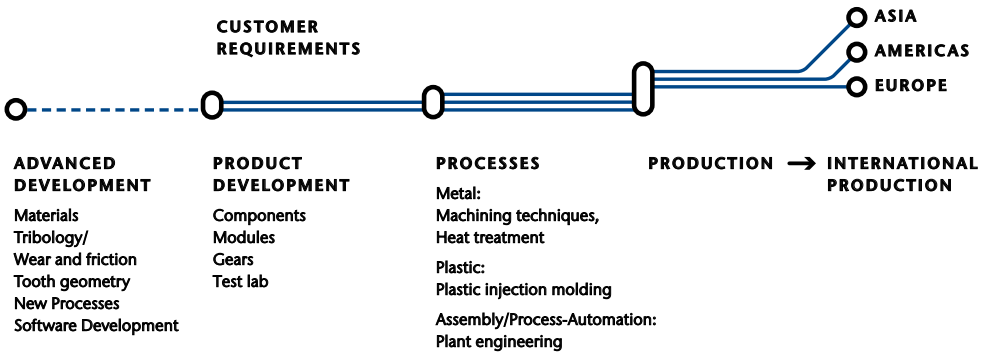 CUSTOMER
REQUIREMENTS
ASIA
AMERICAS
EUROPE
ADVANCED
DEVELOPMENT
Materials
Tribology/
Wear and friction
Tooth geometry
New Processes
Software Development
PRODUCT
DEVELOPMENT
Components
Modules
Gears
Test lab
PROCESSES
Metal:
Machining techniques,
Heat treatment
Plastic:
Plastic injection molding
Assembly/Process-Automation:
Plant engineering
PRODUCTION → INTERNATIONAL
PRODUCTION